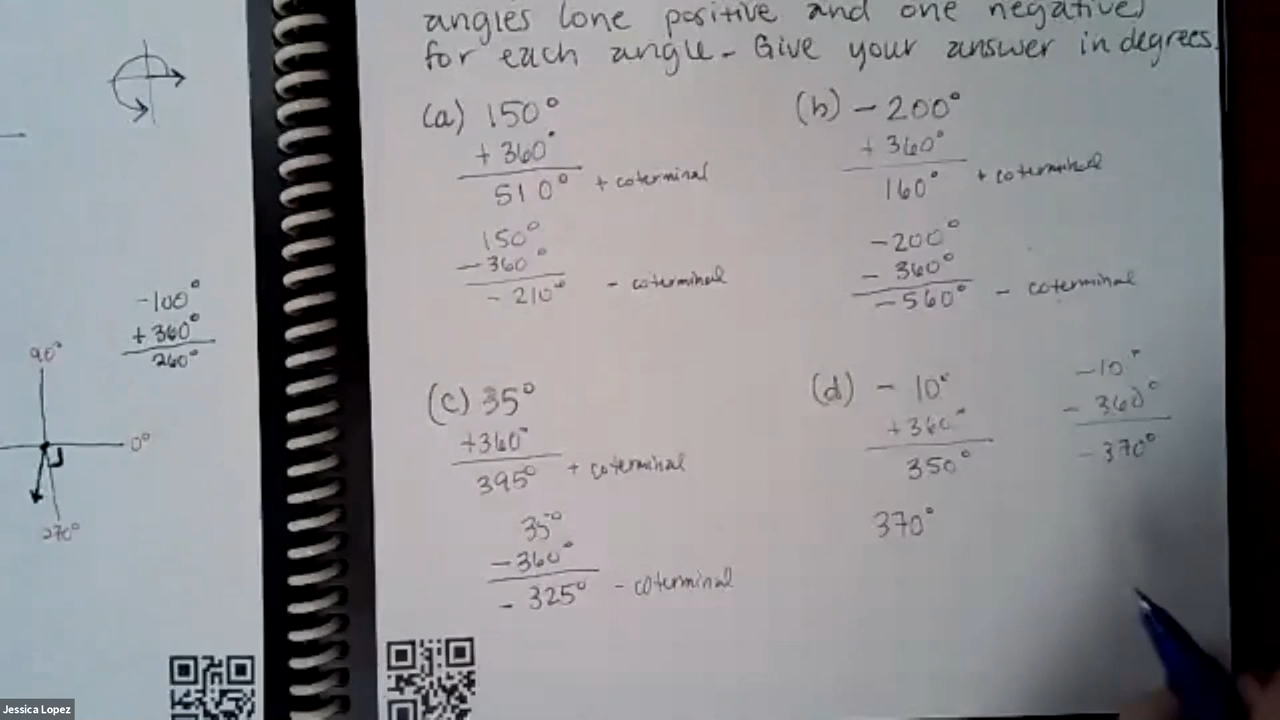 angles (one positive and one negative)
for each angle - Give your answer in degrees.
(a) 150°
+ 360°
510° + coterminal
150°
- 360°
- 210° - coterminal
(b) - 200°
+ 360°
160° + coterminal
- 200°
- 360°
- 560° - coterminal
(c) 35°
+360°
395° + coterminal
35°
- 360°
- 325° - coterminal
(d) - 10°
+360°
350°
370°
-10°
- 360°
- 370°
-100°
+ 360°
260°
90°
0°
270°
Jessica Lopez